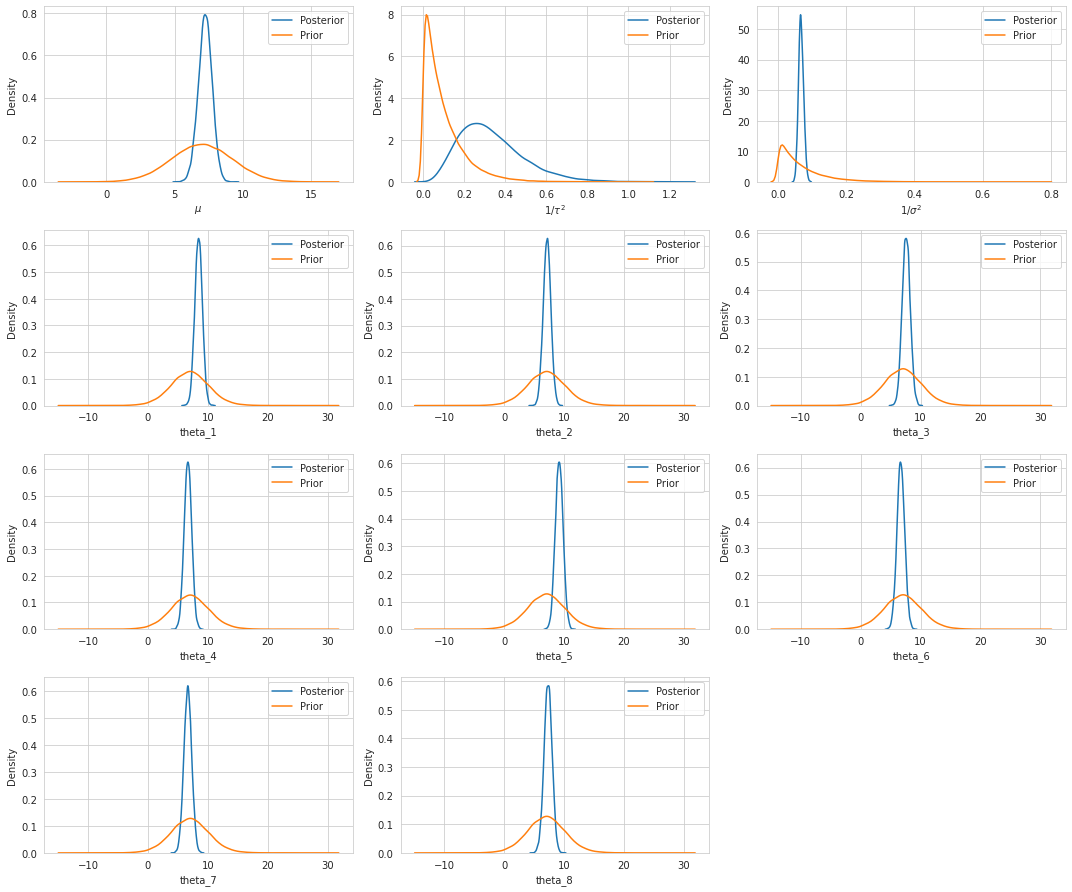 0.8
0.6
0.4
0.2
0.0
Density
0
5
10
15
μ
Posterior
Prior
8
6
4
2
0
Density
0.0
0.2
0.4
0.6
0.8
1.0
1.2
1/τ²
Posterior
Prior
50
40
30
20
10
0
Density
0.0
0.2
0.4
0.6
0.8
1/σ²
Posterior
Prior
0.6
0.5
0.4
0.3
0.2
0.1
0.0
Density
−10
0
10
20
30
theta_1
Posterior
Prior
0.6
0.5
0.4
0.3
0.2
0.1
0.0
Density
−10
0
10
20
30
theta_2
Posterior
Prior
0.6
0.5
0.4
0.3
0.2
0.1
0.0
Density
−10
0
10
20
30
theta_3
Posterior
Prior
0.6
0.5
0.4
0.3
0.2
0.1
0.0
Density
−10
0
10
20
30
theta_4
Posterior
Prior
0.6
0.5
0.4
0.3
0.2
0.1
0.0
Density
−10
0
10
20
30
theta_5
Posterior
Prior
0.6
0.5
0.4
0.3
0.2
0.1
0.0
Density
−10
0
10
20
30
theta_6
Posterior
Prior
0.6
0.5
0.4
0.3
0.2
0.1
0.0
Density
−10
0
10
20
30
theta_7
Posterior
Prior
0.6
0.5
0.4
0.3
0.2
0.1
0.0
Density
−10
0
10
20
30
theta_8
Posterior
Prior